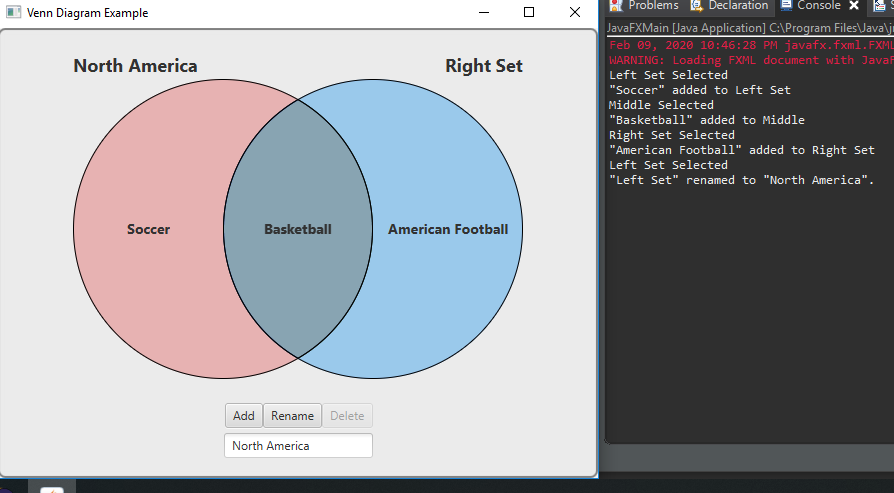 Venn Diagram Example
North America
Right Set
Soccer
Basketball
American Football
Add
Rename
Delete
North America
Problems
Declaration
Console
JavaFXMain [Java Application] C:\Program Files\Java\
Feb 09, 2020 10:46:28 PM javafx.fxml.FXML
WARNING: Loading FXML document with JavaF
Left Set Selected
"Soccer" added to Left Set
Middle Selected
"Basketball" added to Middle
Right Set Selected
"American Football" added to Right Set
Left Set Selected
"Left Set" renamed to "North America".